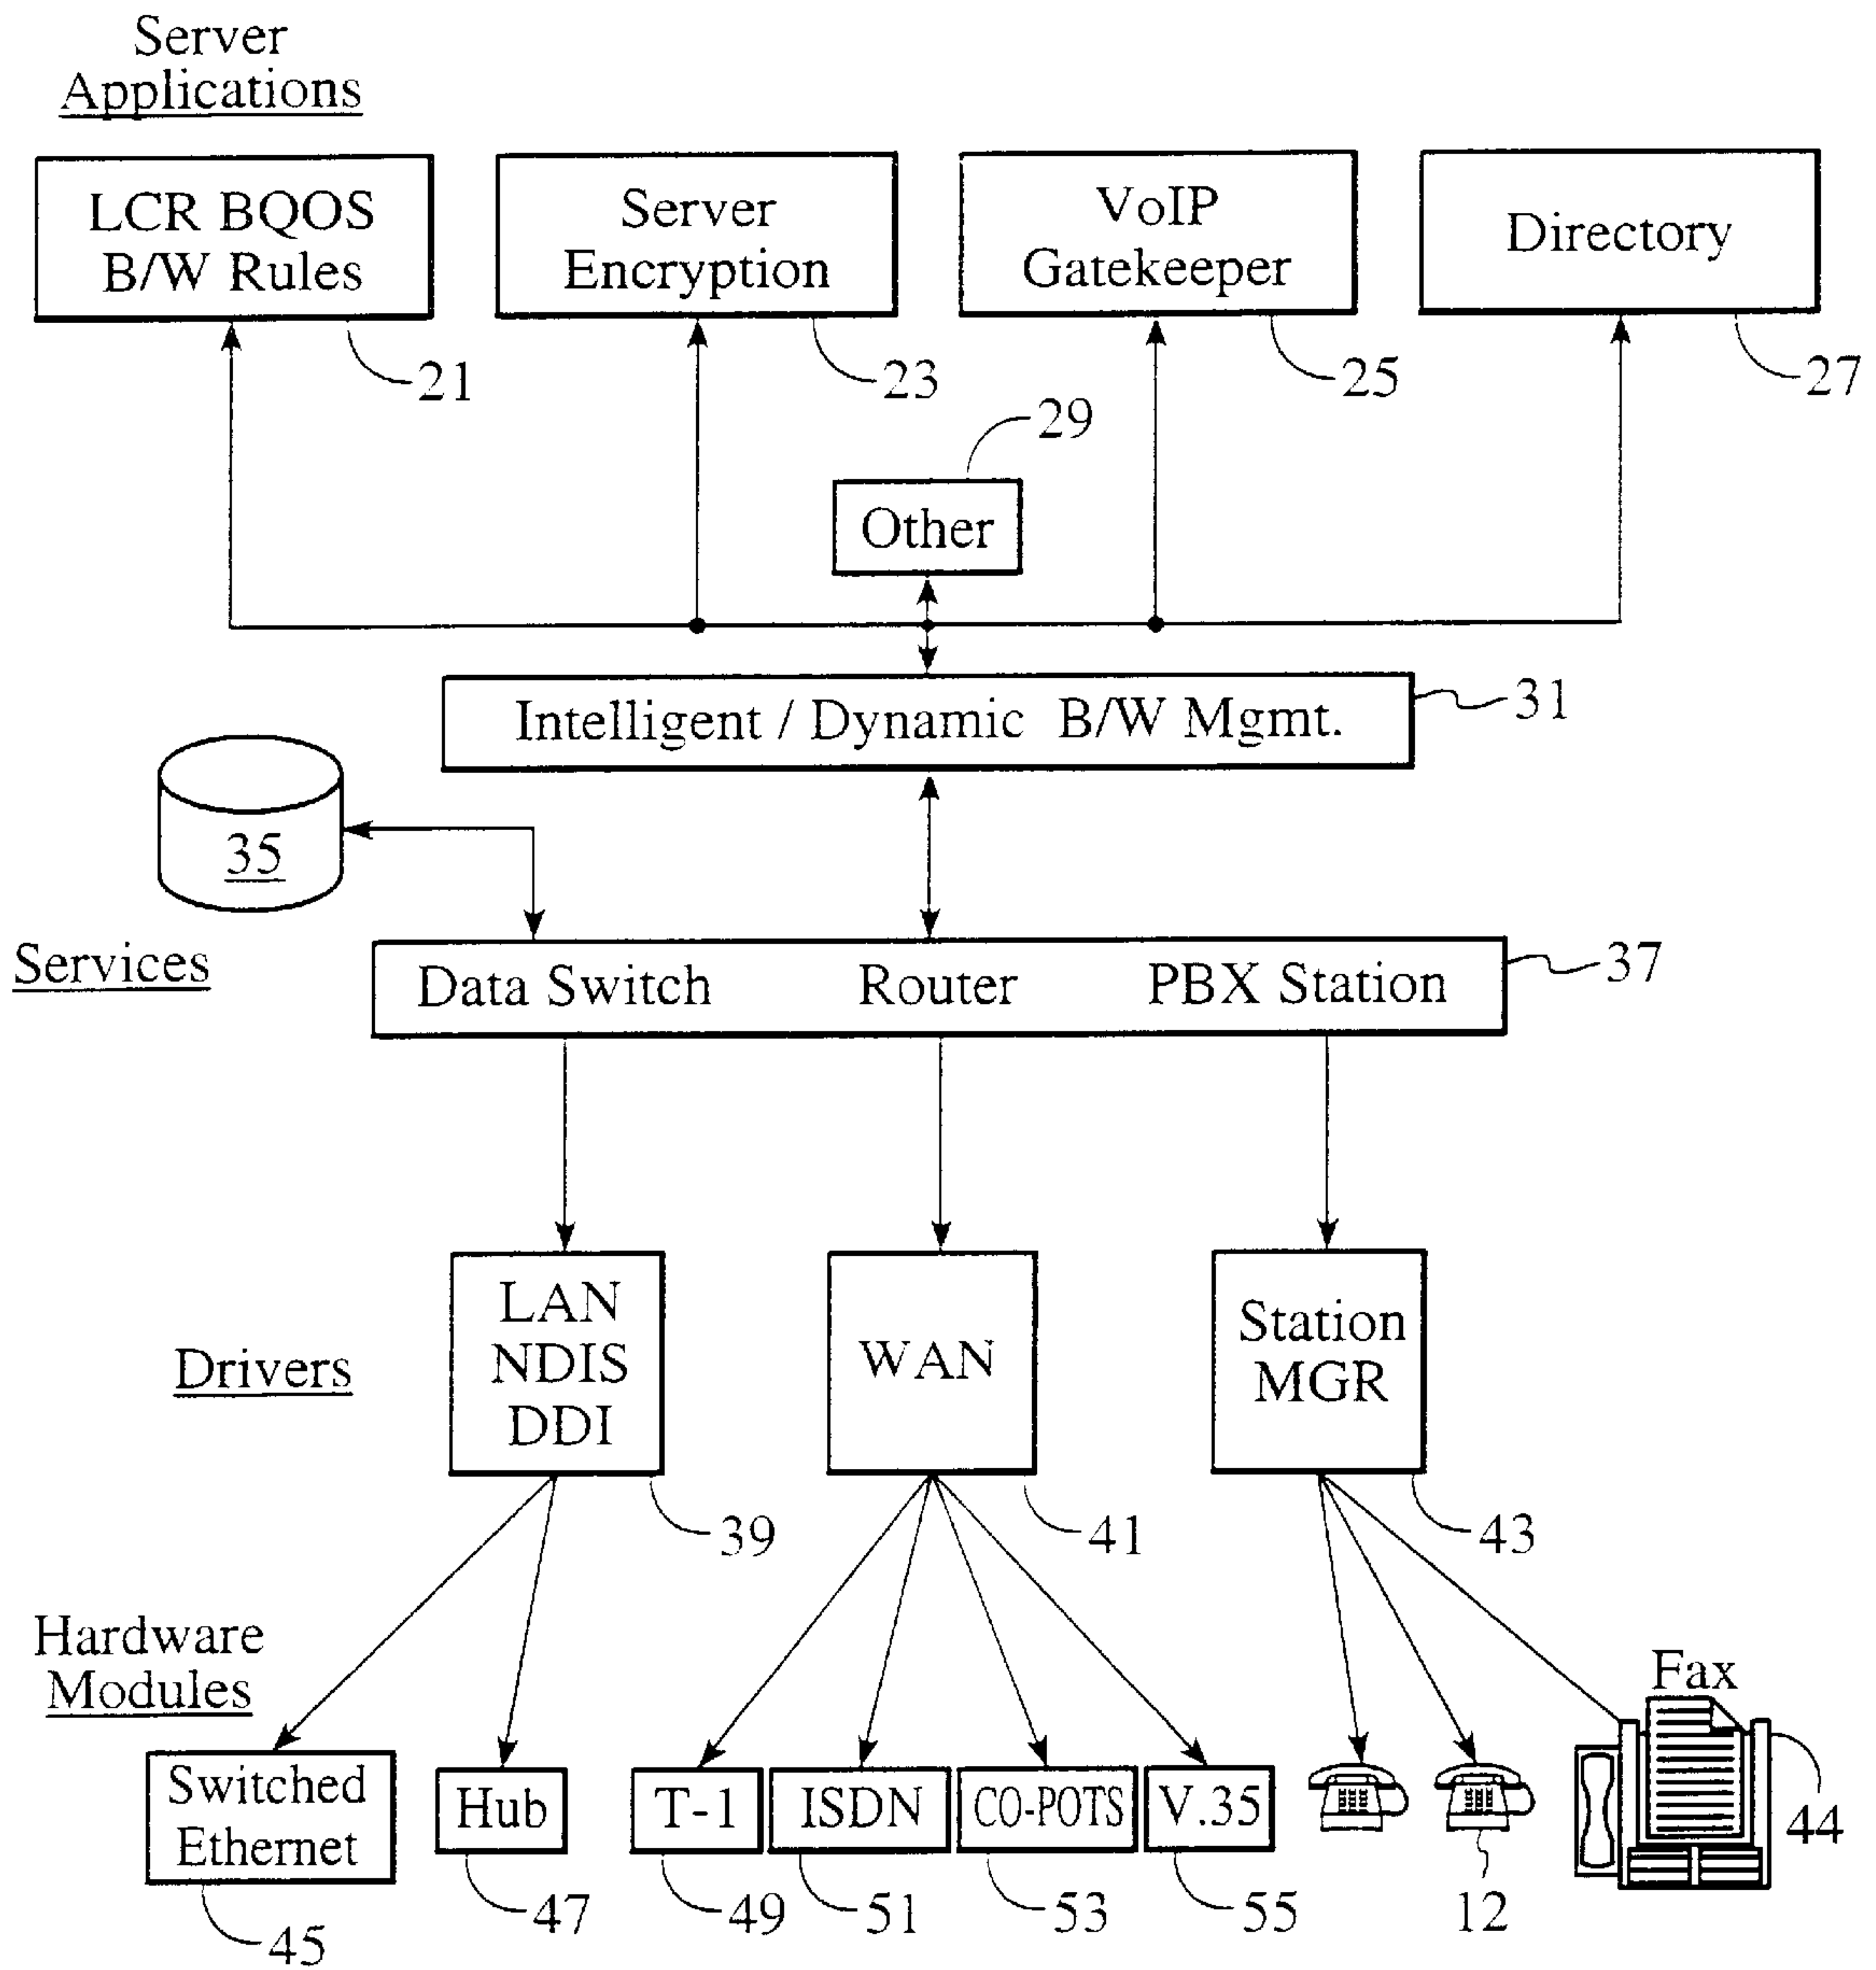 Server
Applications
LCR BQOS
B/W Rules
Server
Encryption
VoIP
Gatekeeper
Directory
21
23
25
27
29
Other
Intelligent / Dynamic B/W Mgmt.
31
35
Services
Data Switch Router PBX Station
37
Drivers
LAN
NDIS
DDI
WAN
Station
MGR
39
41
43
Hardware
Modules
Fax
Switched
Ethernet
Hub
T-1
ISDN
CO-POTS
V.35
44
45
47
49
51
53
55
12